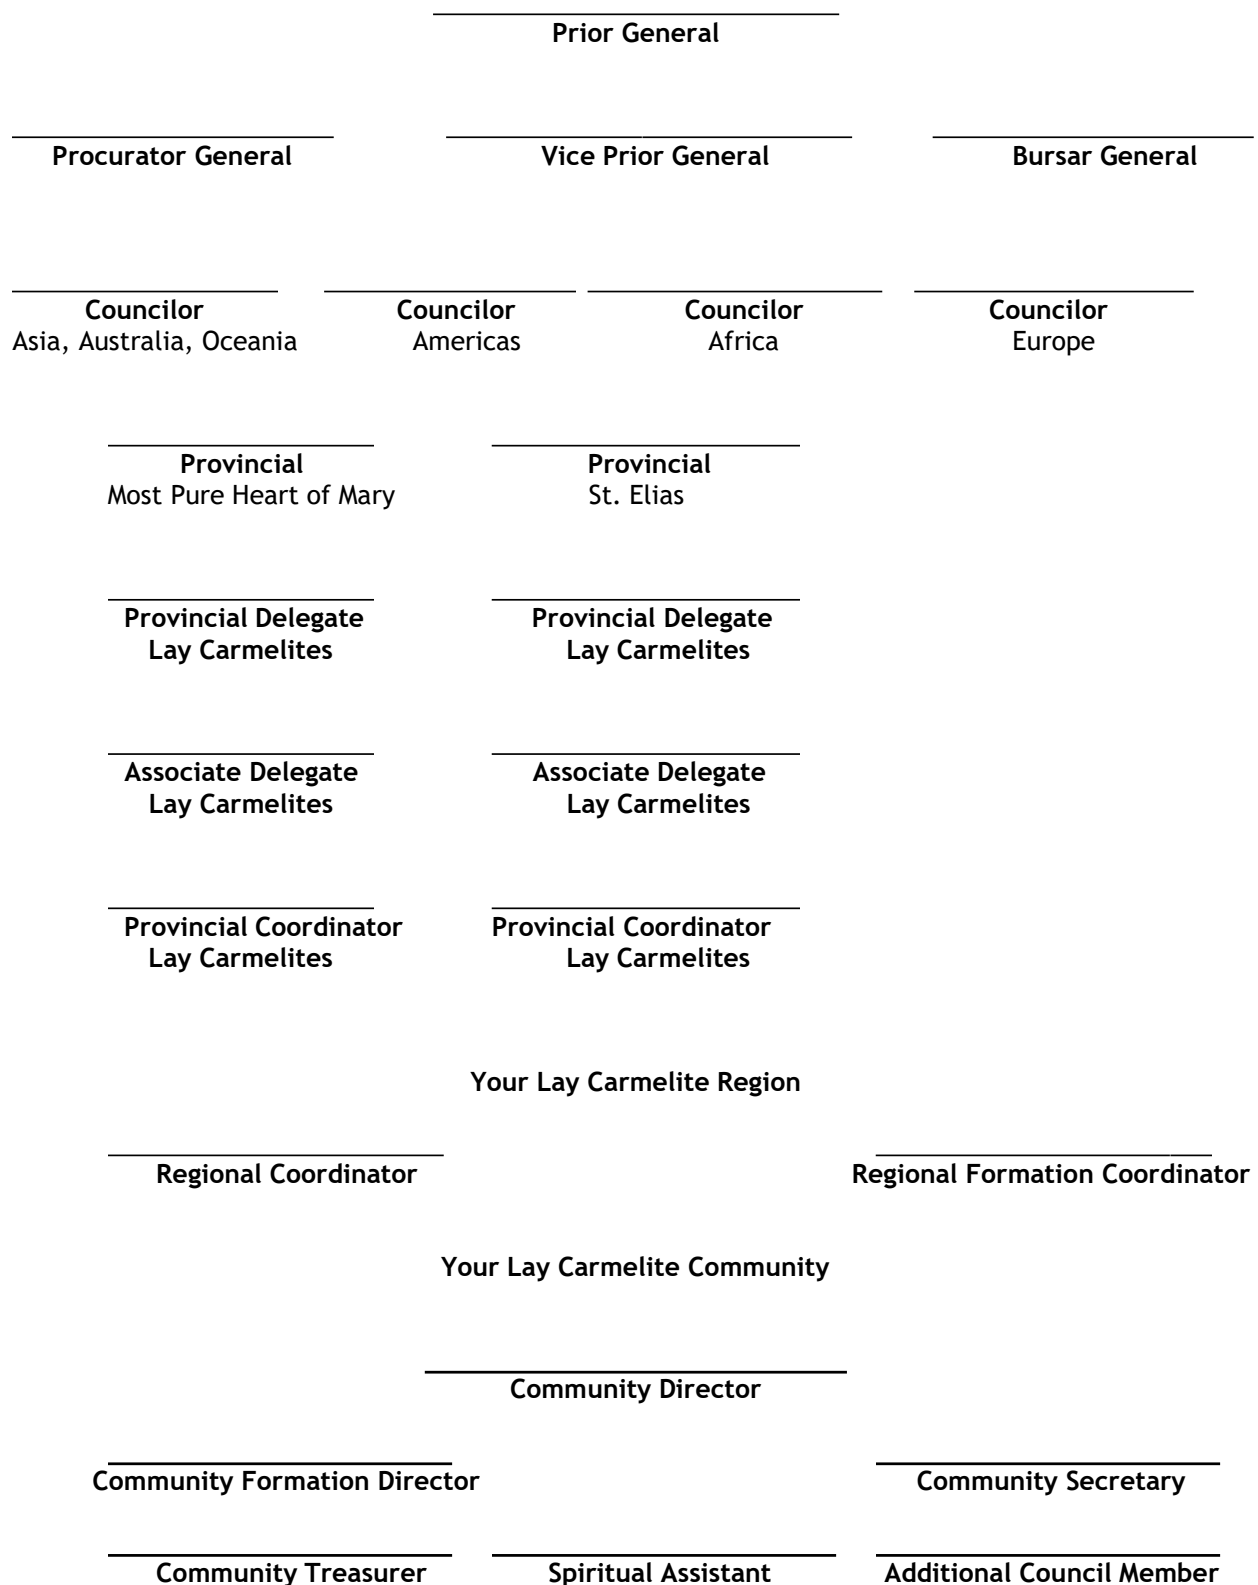 Prior General
Procurator General Vice Prior General Bursar General
Councilor Councilor Councilor Councilor
Asia, Australia, Oceania Americas Africa Europe
Provincial Provincial
Most Pure Heart of Mary St. Elias
Provincial Delegate Provincial Delegate
Lay Carmelites Lay Carmelites
Associate Delegate Associate Delegate
Lay Carmelites Lay Carmelites
Provincial Coordinator Provincial Coordinator
Lay Carmelites Lay Carmelites
Your Lay Carmelite Region
Regional Coordinator Regional Formation Coordinator
Your Lay Carmelite Community
Community Director
Community Formation Director Community Secretary
Community Treasurer Spiritual Assistant Additional Council Member